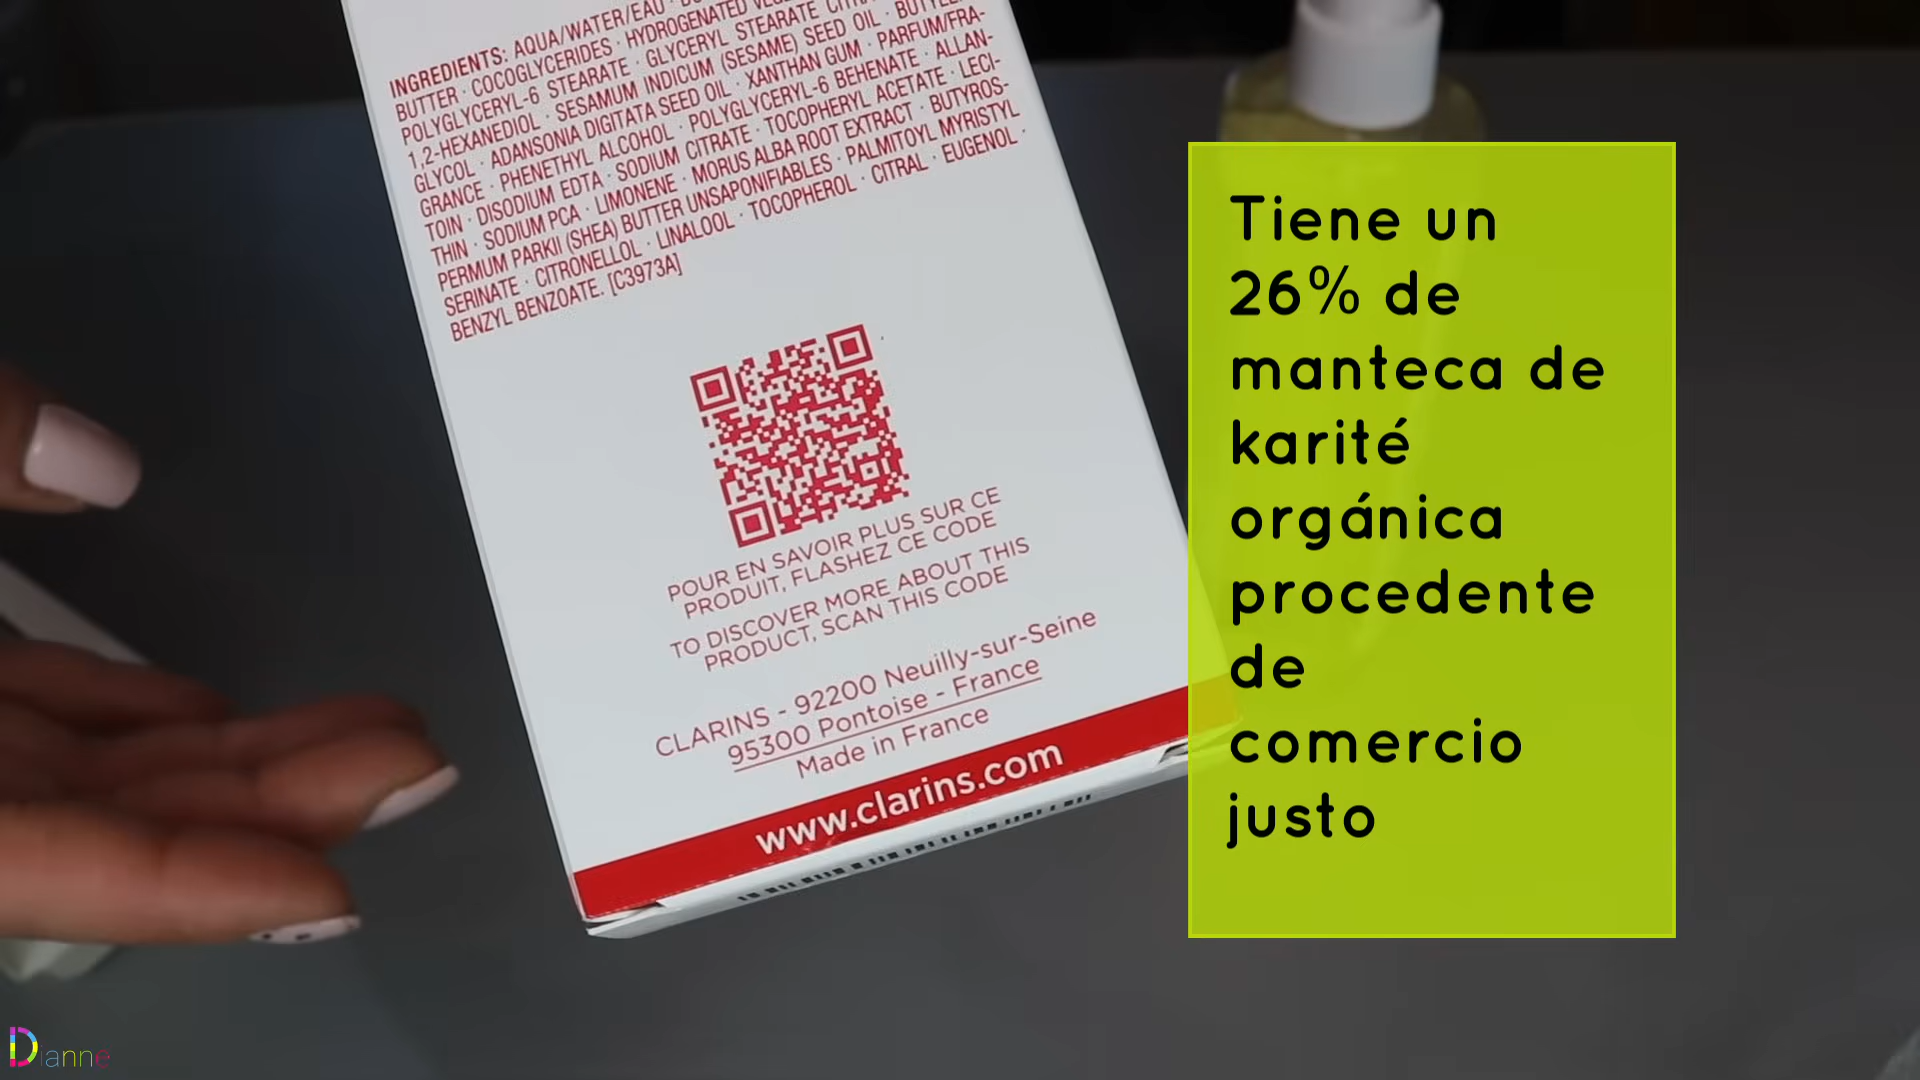 INGREDIENTS: AQUA/WATER/EAU ·
BUTTER · COCOGLYCERIDES · HYDROGENATED
POLYGLYCERYL-6 STEARATE · GLYCERYL STEARATE
1,2-HEXANEDIOL · SESAMUM INDICUM (SESAME) SEED OIL ·
GLYCOL · ADANSONIA DIGITATA SEED OIL · XANTHAN GUM · PARFUM/FRA-
GRANCE · PHENETHYL ALCOHOL · POLYGLYCERYL-6 BEHENATE · ALLAN-
TOIN · DISODIUM EDTA · SODIUM CITRATE · TOCOPHERYL ACETATE · LECI-
THIN · SODIUM PCA · LIMONENE · MORUS ALBA ROOT EXTRACT · BUTYROS-
PERMUM PARKII (SHEA) BUTTER UNSAPONIFIABLES · PALMITOYL MYRISTYL
SERINATE · CITRONELLOL · LINALOOL · TOCOPHEROL · CITRAL · EUGENOL ·
BENZYL BENZOATE. [C3973A]
POUR EN SAVOIR PLUS SUR CE
PRODUIT, FLASHEZ CE CODE
TO DISCOVER MORE ABOUT THIS
PRODUCT, SCAN THIS CODE
CLARINS - 92200 Neuilly-sur-Seine
95300 Pontoise - France
Made in France
www.clarins.com
Tiene un
26% de
manteca de
karité
orgánica
procedente
de
comercio
justo
Dianne